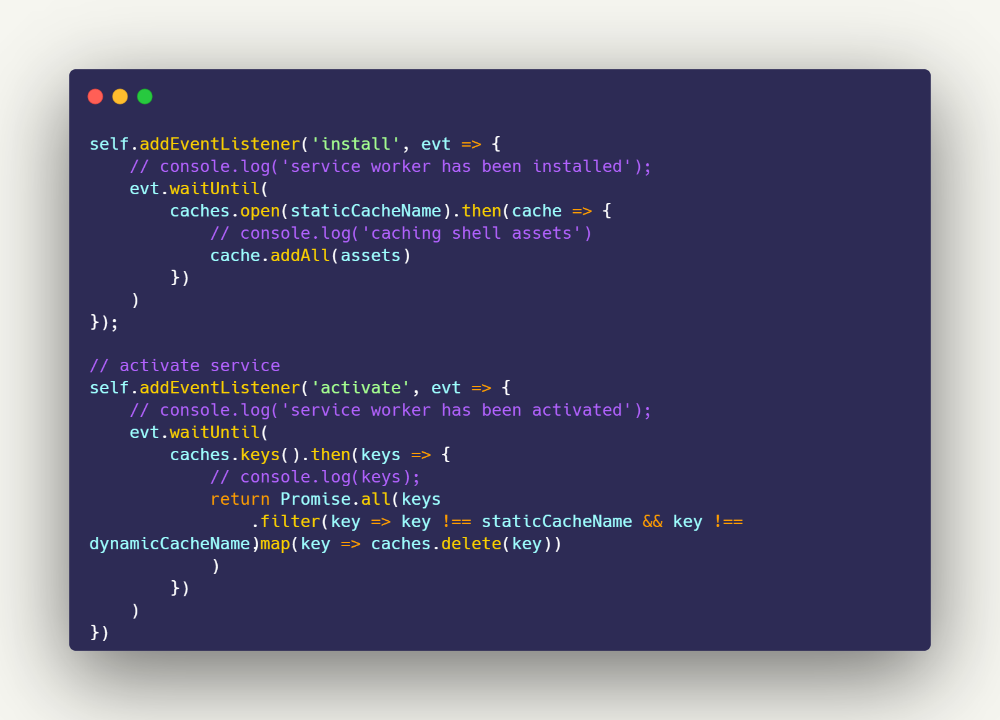 self.addEventListener('install', evt => {
    // console.log('service worker has been installed');
    evt.waitUntil(
        caches.open(staticCacheName).then(cache => {
            // console.log('caching shell assets')
            cache.addAll(assets)
        })
    )
});

// activate service
self.addEventListener('activate', evt => {
    // console.log('service worker has been activated');
    evt.waitUntil(
        caches.keys().then(keys => {
            // console.log(keys);
            return Promise.all(keys
                .filter(key => key !== staticCacheName && key !==
dynamicCacheName).map(key => caches.delete(key))
            )
        })
    )
})